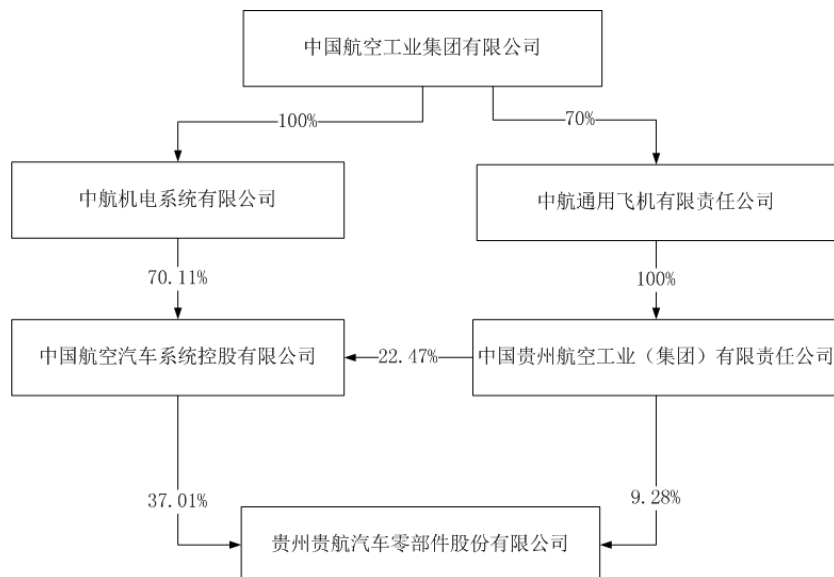 中国航空工业集团有限公司
100%
70%
中航机电系统有限公司
中航通用飞机有限责任公司
70.11%
100%
中国航空汽车系统控股有限公司
22.47%
中国贵州航空工业（集团）有限责任公司
37.01%
9.28%
贵州贵航汽车零部件股份有限公司